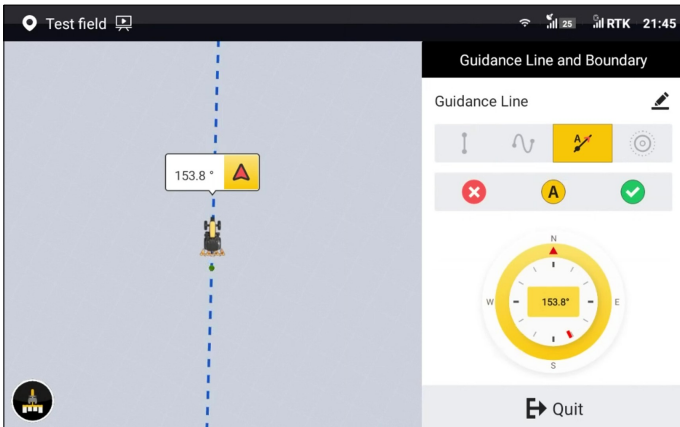 Test field
25
G
RTK
21:45
Guidance Line and Boundary
Guidance Line
153.8 °
A
A
N
W
153.8°
E
S
Quit